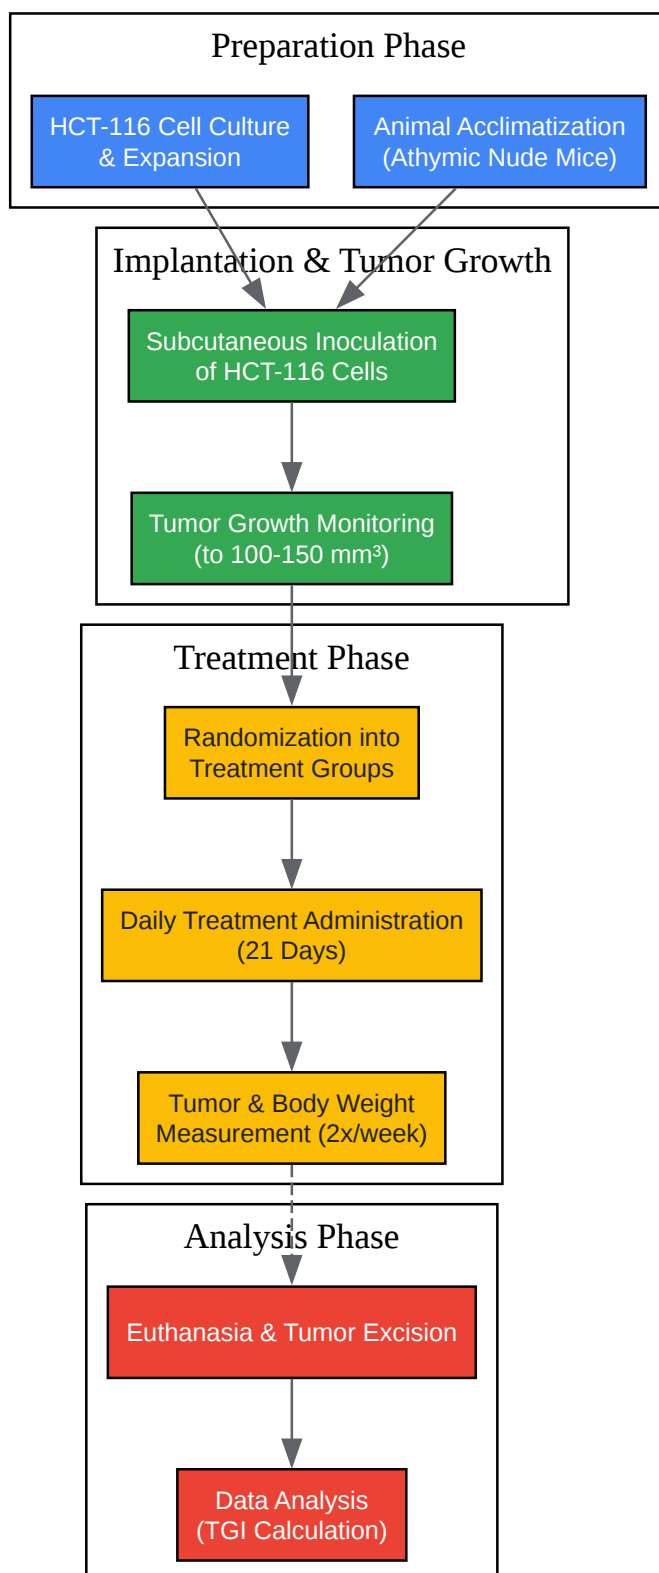 Preparation Phase
HCT-116 Cell Culture
& Expansion
Animal Acclimatization
(Athymic Nude Mice)
Implantation & Tumor Growth
Subcutaneous Inoculation
of HCT-116 Cells
Tumor Growth Monitoring
(to 100-150 mm³)
Treatment Phase
Randomization into
Treatment Groups
Daily Treatment Administration
(21 Days)
Tumor & Body Weight
Measurement (2x/week)
Analysis Phase
Euthanasia & Tumor Excision
Data Analysis
(TGI Calculation)